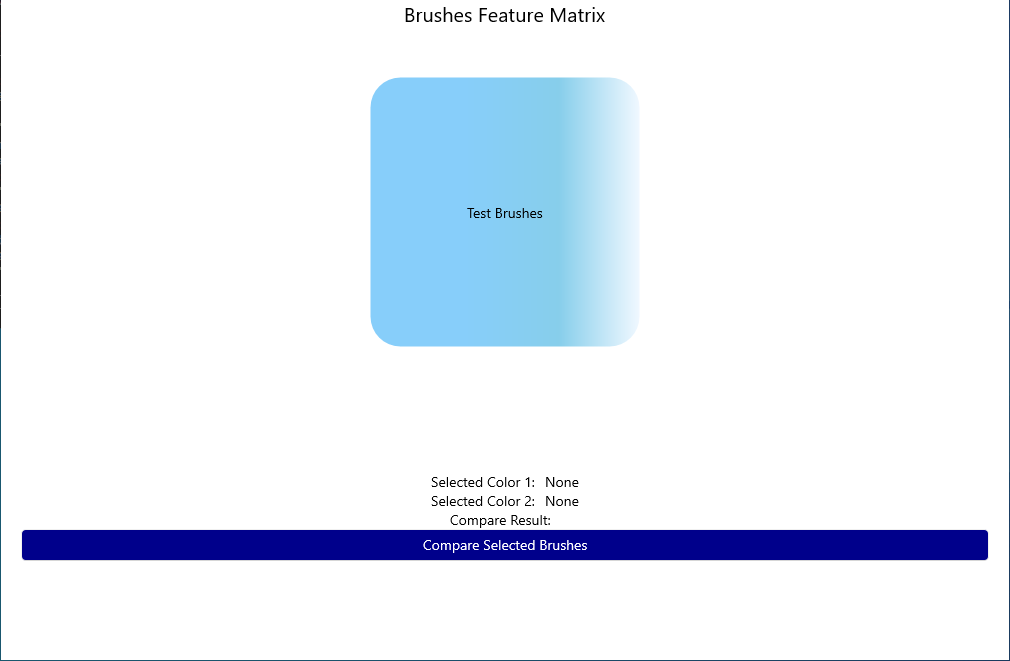 Brushes Feature Matrix
Test Brushes
Selected Color 1: None
Selected Color 2: None
Compare Result:
Compare Selected Brushes